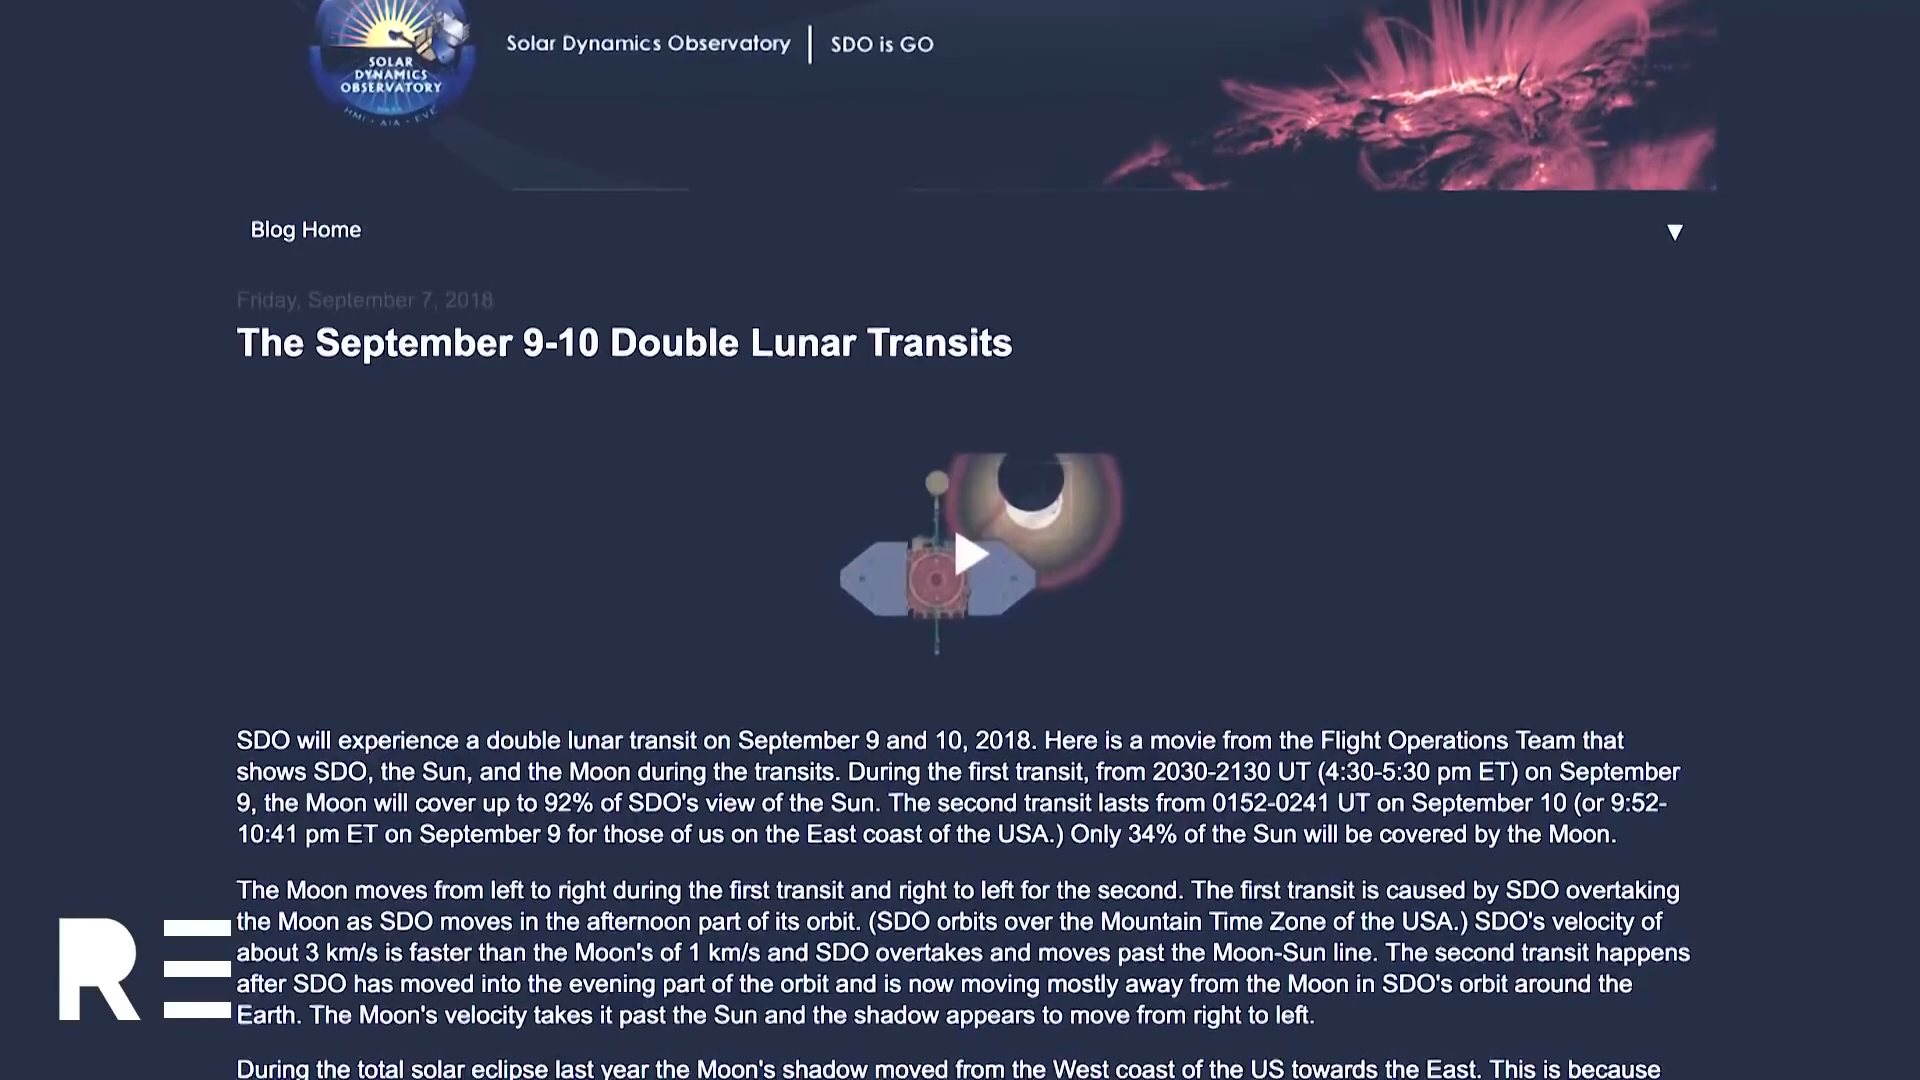 Solar Dynamics Observatory | SDO is GO
SOLAR
DYNAMICS
OBSERVATORY
HMI • AIA • EVE
Blog Home
Friday, September 7, 2018
The September 9-10 Double Lunar Transits
SDO will experience a double lunar transit on September 9 and 10, 2018. Here is a movie from the Flight Operations Team that
shows SDO, the Sun, and the Moon during the transits. During the first transit, from 2030-2130 UT (4:30-5:30 pm ET) on September
9, the Moon will cover up to 92% of SDO's view of the Sun. The second transit lasts from 0152-0241 UT on September 10 (or 9:52-
10:41 pm ET on September 9 for those of us on the East coast of the USA.) Only 34% of the Sun will be covered by the Moon.
The Moon moves from left to right during the first transit and right to left for the second. The first transit is caused by SDO overtaking
the Moon as SDO moves in the afternoon part of its orbit. (SDO orbits over the Mountain Time Zone of the USA.) SDO's velocity of
about 3 km/s is faster than the Moon's of 1 km/s and SDO overtakes and moves past the Moon-Sun line. The second transit happens
after SDO has moved into the evening part of the orbit and is now moving mostly away from the Moon in SDO's orbit around the
Earth. The Moon's velocity takes it past the Sun and the shadow appears to move from right to left.
During the total solar eclipse last year the Moon's shadow moved from the West coast of the US towards the East. This is because
RE